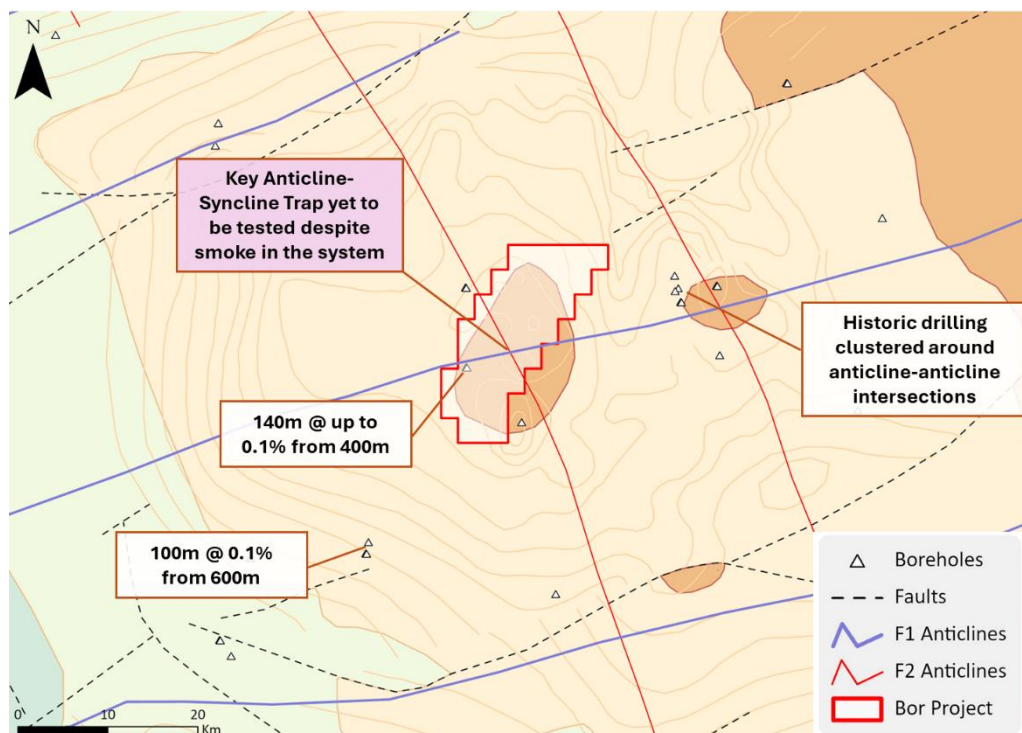 N
Key Anticline-
Syncline Trap yet to
be tested despite
smoke in the system
Historic drilling
clustered around
anticline-anticline
intersections
140m @ up to
0.1% from 400m
100m @ 0.1%
from 600m
Boreholes
Faults
F1 Anticlines
F2 Anticlines
Bor Project
0 10 20
Km